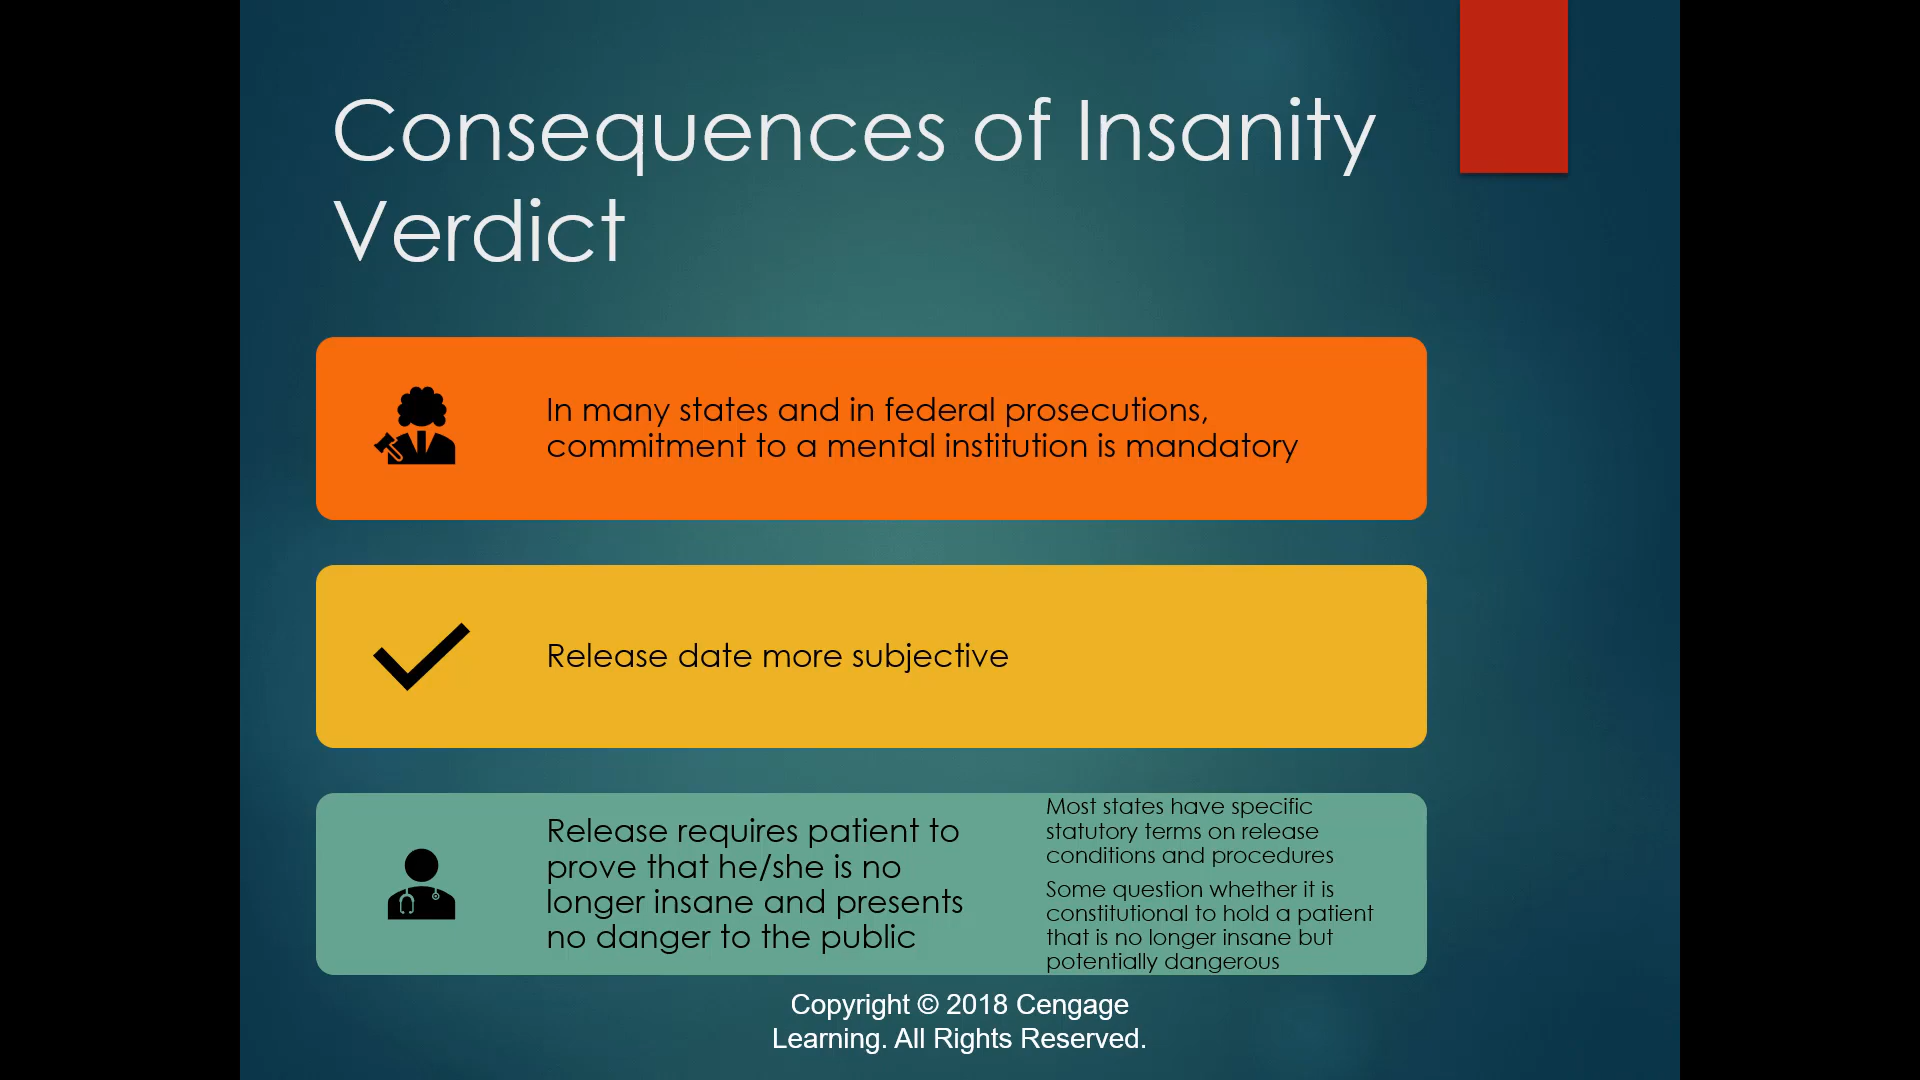 Consequences of Insanity
Verdict
In many states and in federal prosecutions,
commitment to a mental institution is mandatory
Release date more subjective
Release requires patient to
prove that he/she is no
longer insane and presents
no danger to the public
Most states have specific
statutory terms on release
conditions and procedures
Some question whether it is
constitutional to hold a patient
that is no longer insane but
potentially dangerous
Copyright © 2018 Cengage
Learning. All Rights Reserved.